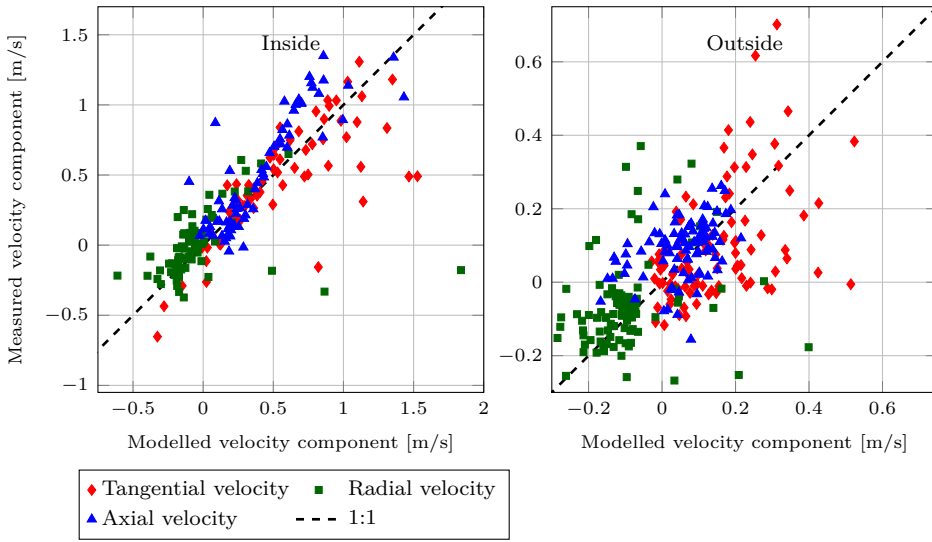 Inside
Outside
1.5
1
0.5
0
−0.5
−1
0.6
0.4
0.2
0
−0.2
Measured velocity component [m/s]
−0.5 0 0.5 1 1.5 2
−0.2 0 0.2 0.4 0.6
Modelled velocity component [m/s]
Modelled velocity component [m/s]
Tangential velocity
Radial velocity
Axial velocity
1:1